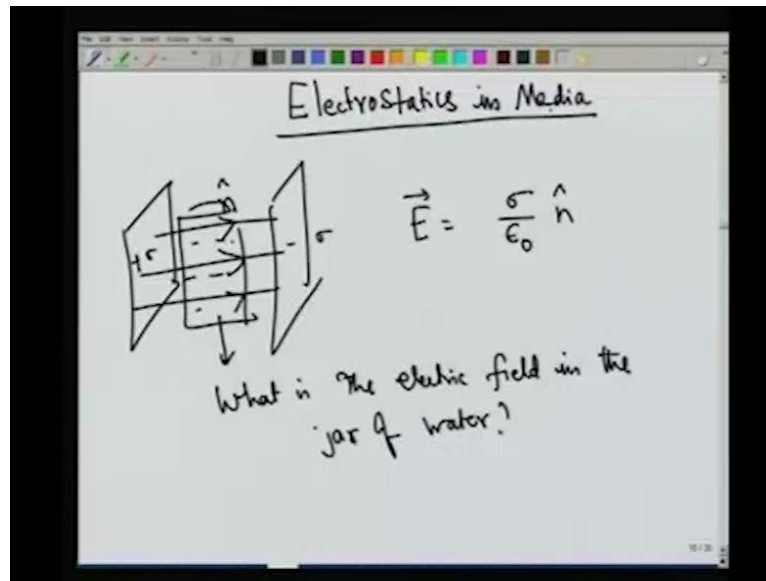 Electrostatics in Media
n̂
+σ
- σ
E⃗ = σ/ε₀ n̂
What is the electric field in the
jar of water?